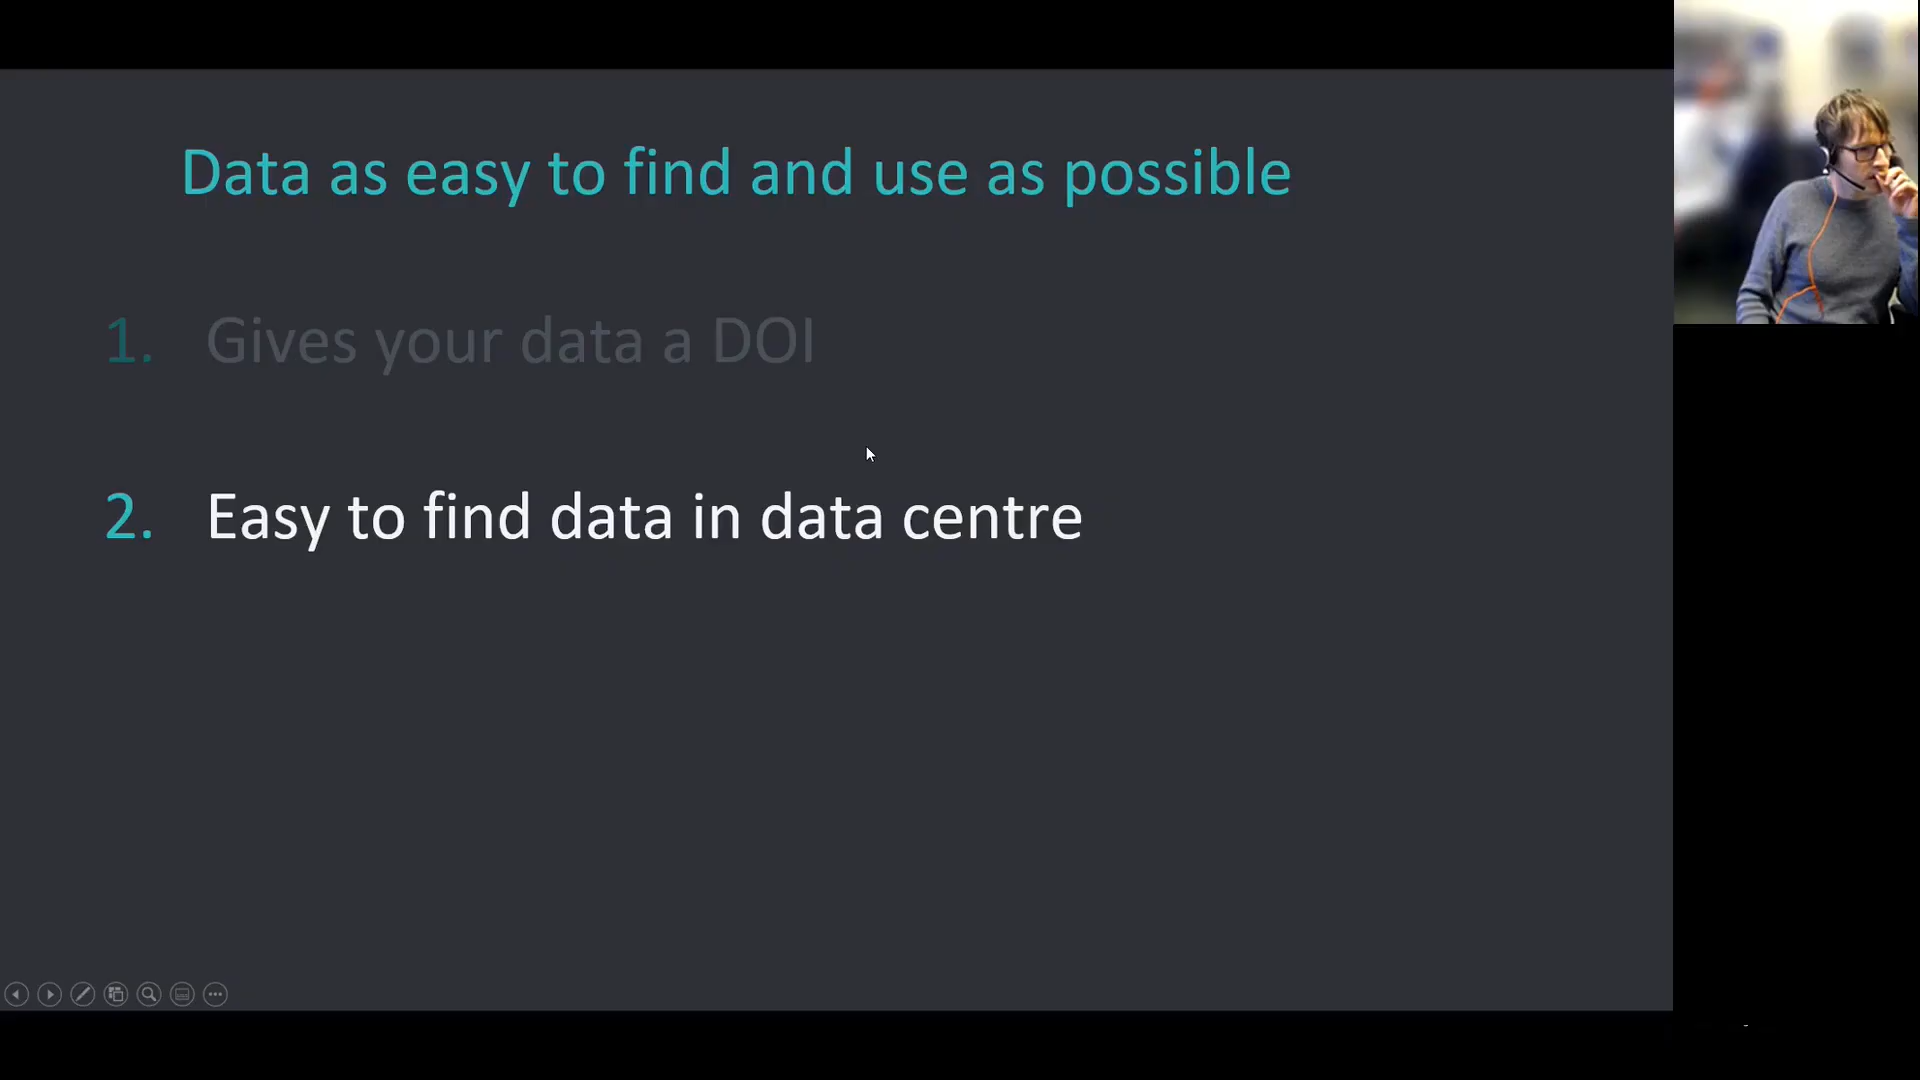 Data as easy to find and use as possible
1. Gives your data a DOI
2. Easy to find data in data centre